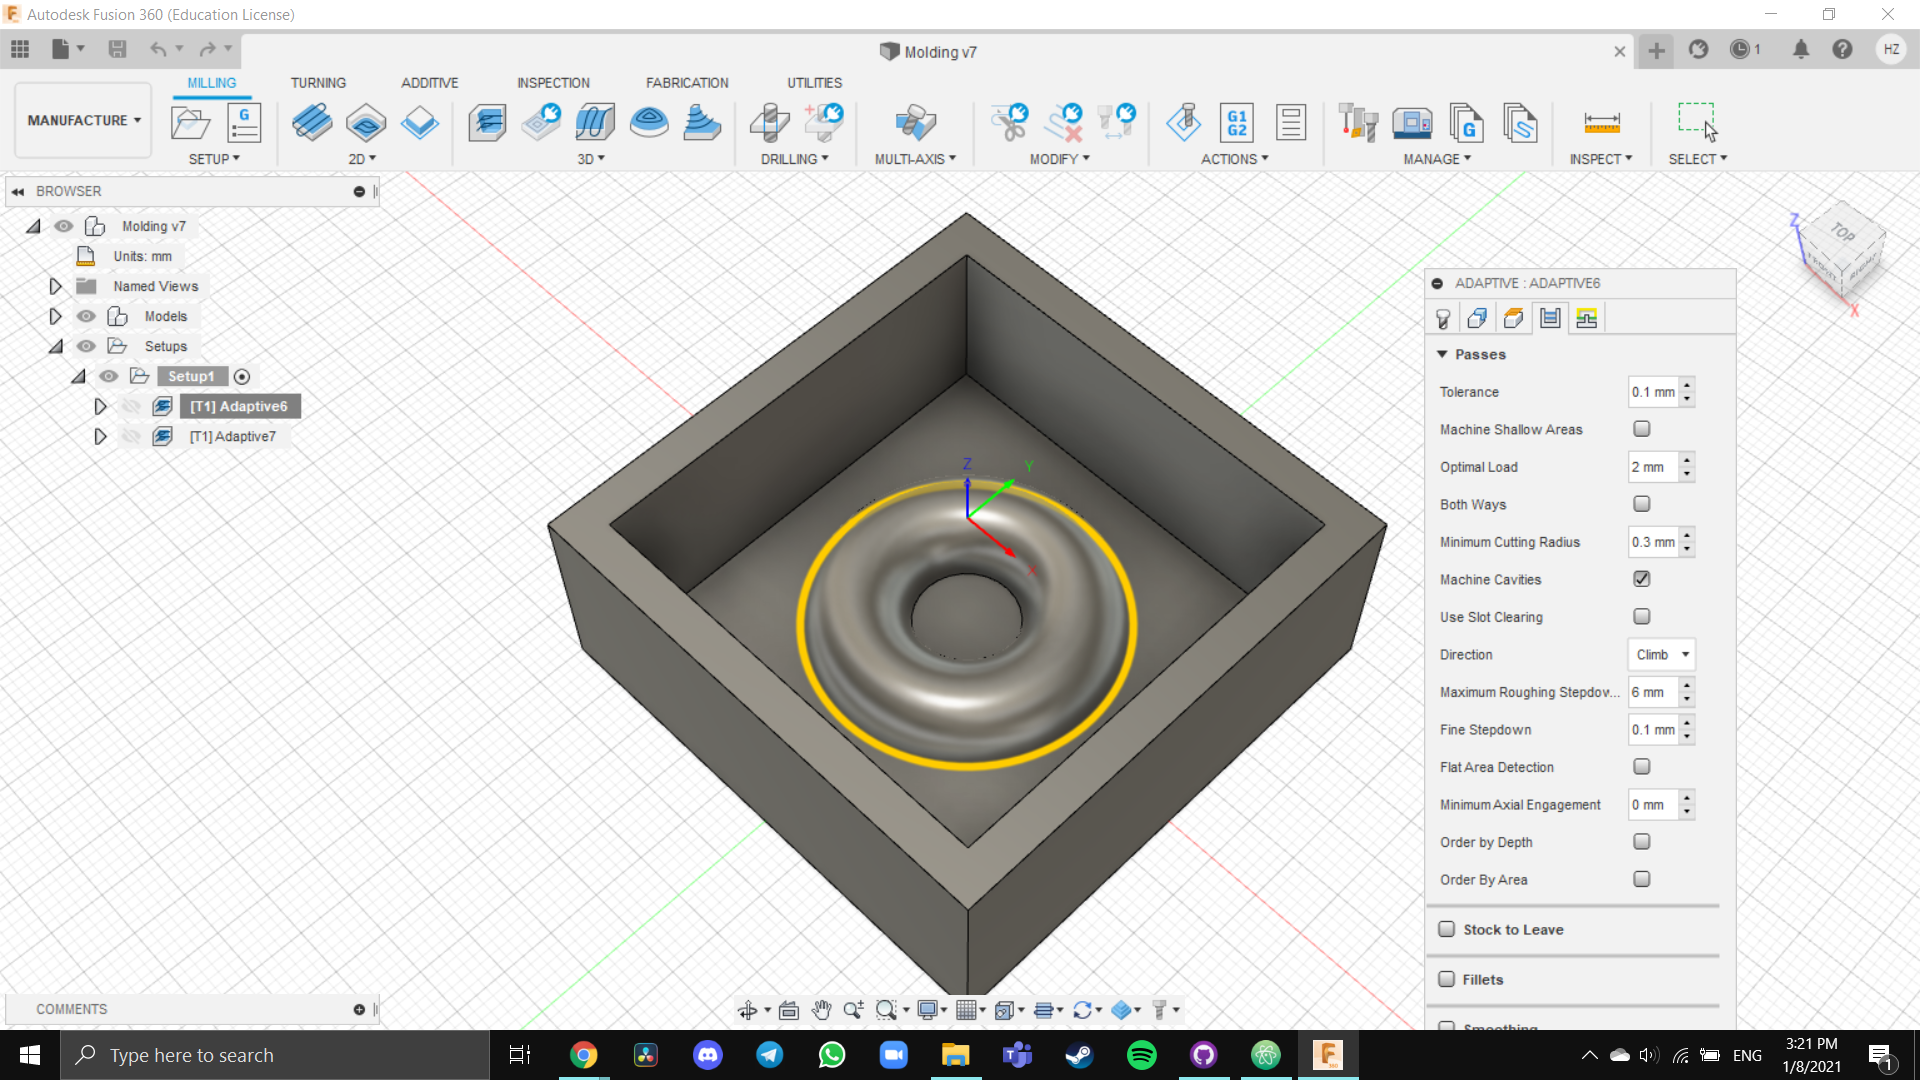 Autodesk Fusion 360 (Education License)
Molding v7
1
HZ
MANUFACTURE
MILLING
TURNING
ADDITIVE
INSPECTION
FABRICATION
UTILITIES
G
G1
G2
G
SETUP
2D
3D
DRILLING
MULTI-AXIS
MODIFY
ACTIONS
MANAGE
INSPECT
SELECT
BROWSER
Molding v7
Units: mm
Named Views
Models
Setups
Setup1
[T1] Adaptive6
[T1] Adaptive7
Z
Y
X
Z
TOP
FRONT
RIGHT
X
ADAPTIVE : ADAPTIVE6
Passes
Tolerance 0.1 mm
Machine Shallow Areas
Optimal Load 2 mm
Both Ways
Minimum Cutting Radius 0.3 mm
Machine Cavities
Use Slot Clearing
Direction Climb
Maximum Roughing Stepdow... 6 mm
Fine Stepdown 0.1 mm
Flat Area Detection
Minimum Axial Engagement 0 mm
Order by Depth
Order By Area
Stock to Leave
Fillets
Smoothing
COMMENTS
Type here to search
ENG
3:21 PM
1/8/2021
1